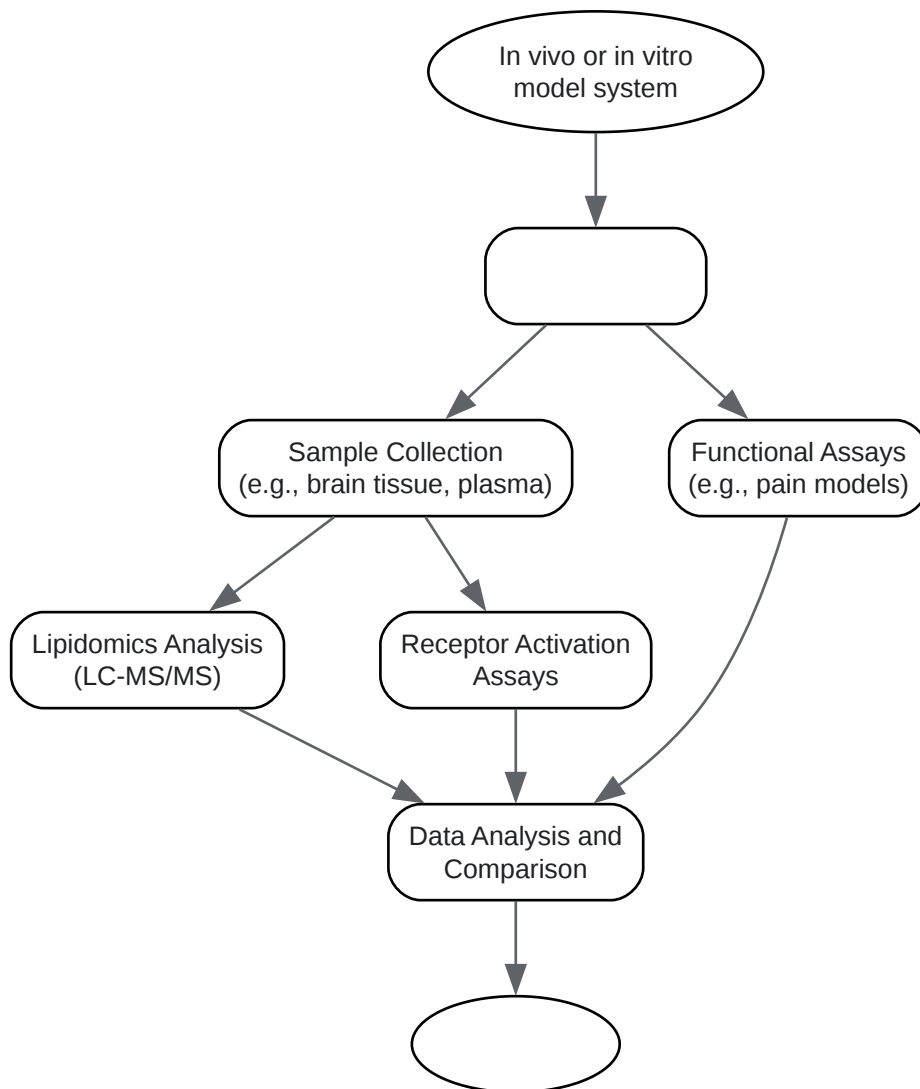 In vivo or in vitro
model system
Sample Collection
(e.g., brain tissue, plasma)
Functional Assays
(e.g., pain models)
Lipidomics Analysis
(LC-MS/MS)
Receptor Activation
Assays
Data Analysis and
Comparison